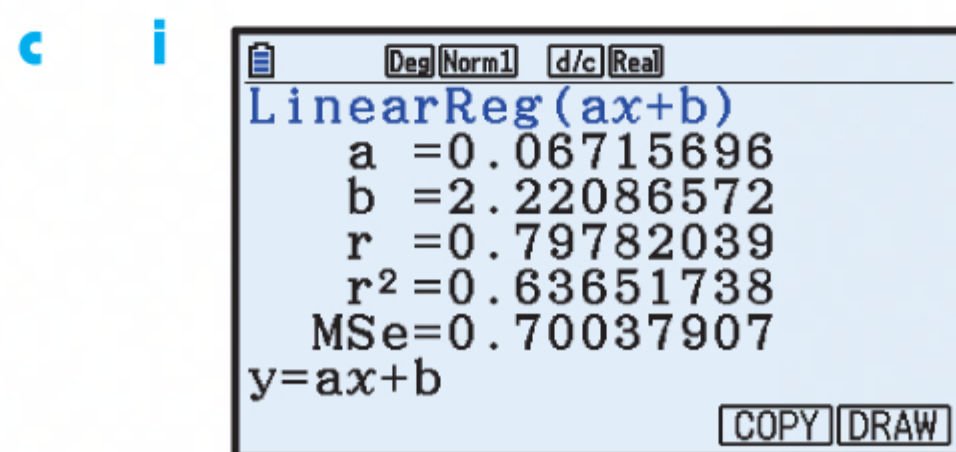 c i
Deg Norm1 d/c Real
LinearReg(ax+b)
a =0.06715696
b =2.22086572
r =0.79782039
r²=0.63651738
MSe=0.70037907
y=ax+b
COPY DRAW